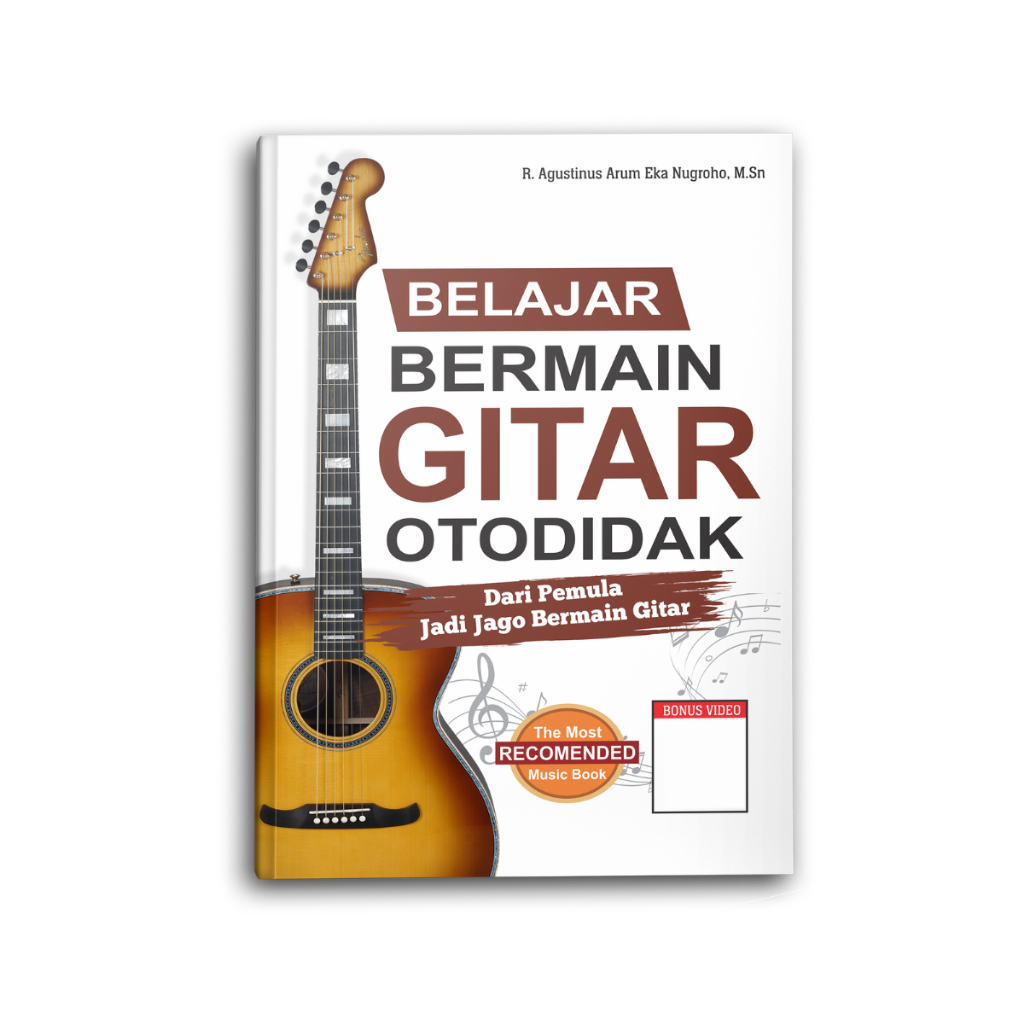 R. Agustinus Arum Eka Nugroho, M.Sn
BELAJAR
BERMAIN
GITAR
OTODIDAK
Dari Pemula
Jadi Jago Bermain Gitar
The Most
RECOMENDED
Music Book
BONUS VIDEO